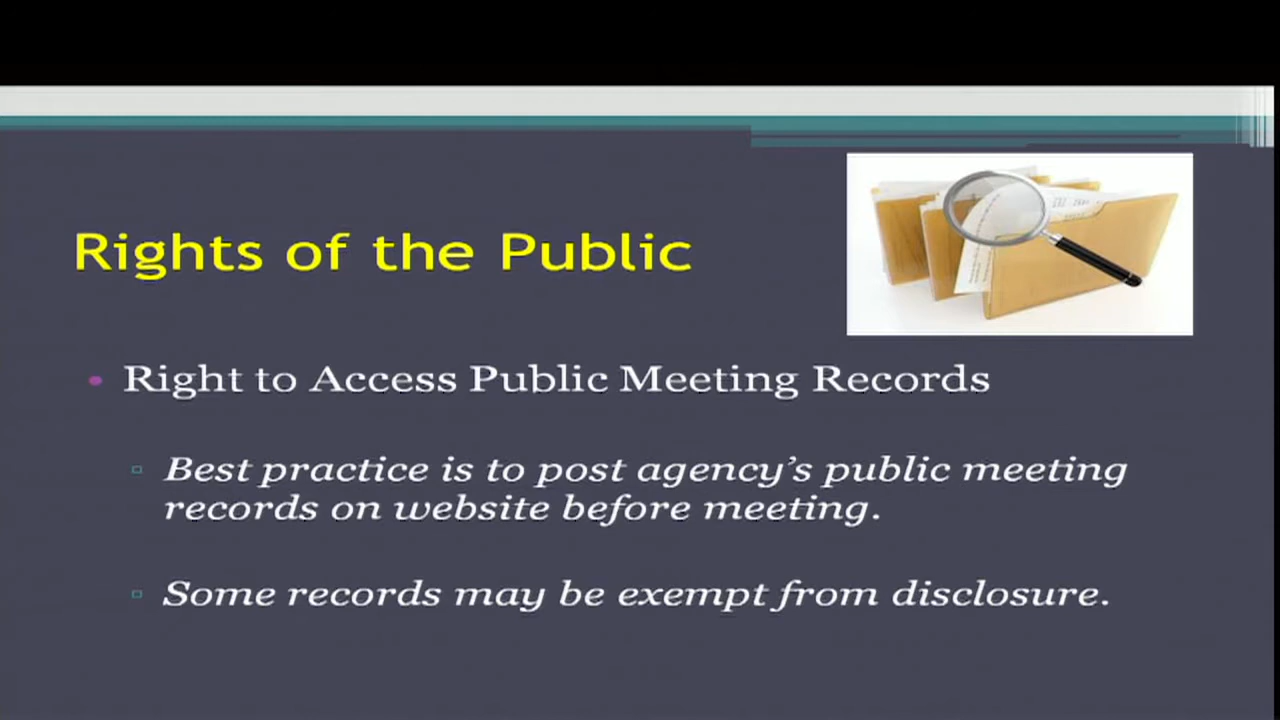 Rights of the Public
• Right to Access Public Meeting Records
▫ Best practice is to post agency’s public meeting
records on website before meeting.
▫ Some records may be exempt from disclosure.